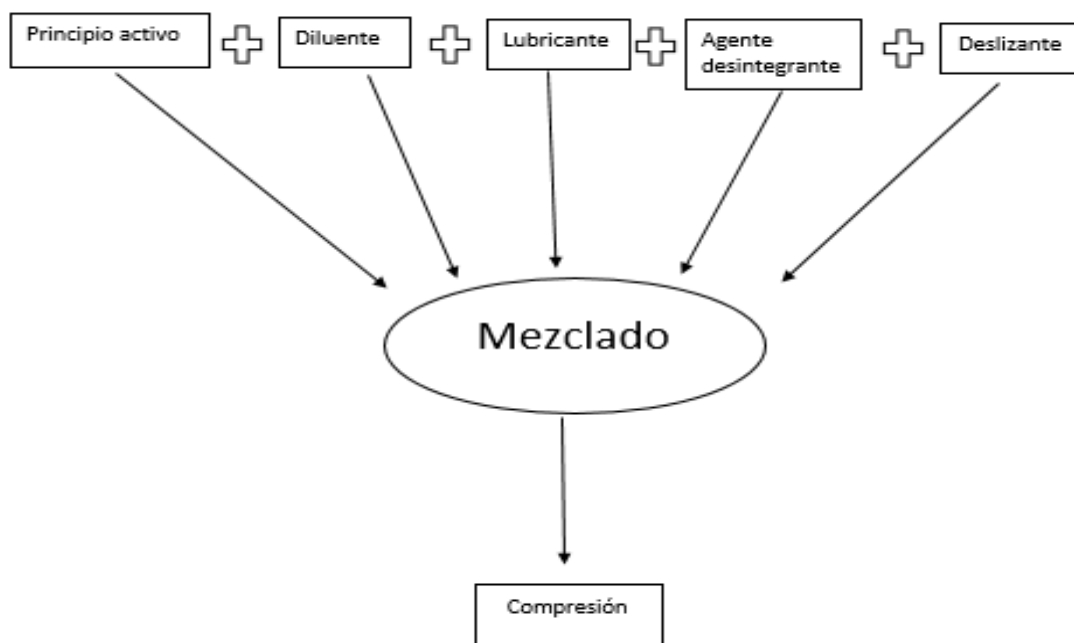 Principio activo
Diluente
Lubricante
Agente
desintegrante
Deslizante
Mezclado
Compresión